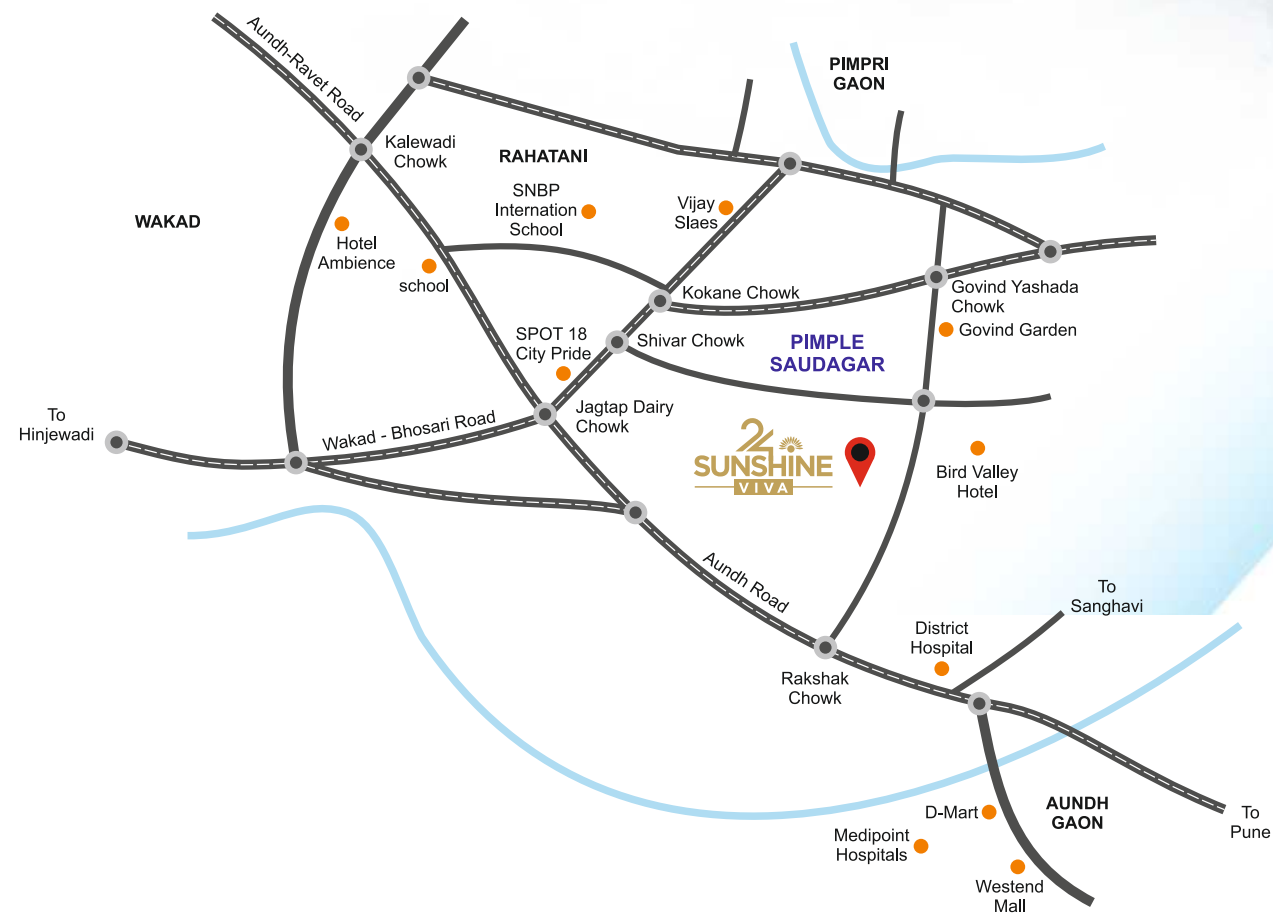 Aundh-Ravet Road
PIMPRI
GAON
Kalewadi
Chowk
RAHATANI
SNBP
Internation
School
Vijay
Slaes
WAKAD
Hotel
Ambience
school
Kokane Chowk
Govind Yashada
Chowk
Govind Garden
SPOT 18
City Pride
Shivar Chowk
PIMPLE
SAUDAGAR
To
Hinjewadi
Wakad - Bhosari Road
Jagtap Dairy
Chowk
24
SUNSHINE
VIVA
Bird Valley
Hotel
Aundh Road
To
Sanghavi
District
Hospital
Rakshak
Chowk
D-Mart
AUNDH
GAON
To
Pune
Medipoint
Hospitals
Westend
Mall